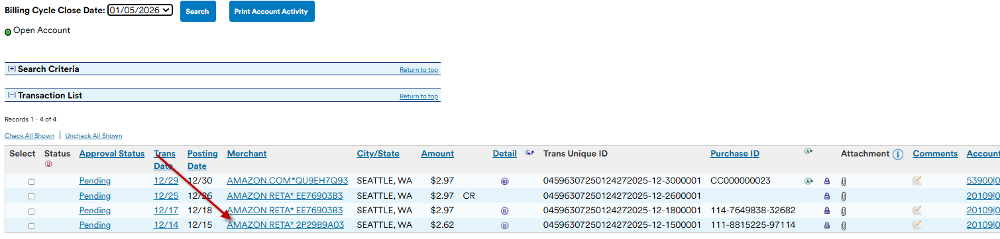 Billing Cycle Close Date: 01/05/2026 Search Print Account Activity
O Open Account
[+] Search Criteria Return to top
[−] Transaction List Return to top
Records 1 - 4 of 4
Check All Shown | Uncheck All Shown
Select Status D Approval Status Trans Date Posting Date Merchant City/State Amount Detail E Trans Unique ID Purchase ID A Attachment i Comments Account
Pending 12/29 12/30 AMAZON.COM*QU9EH7Q93 SEATTLE, WA $2.97 III 04596307250124272025-12-3000001 CC000000023 A 53900|0
Pending 12/25 12/26 AMAZON RETA* EE76903B3 SEATTLE, WA $2.97 CR 04596307250124272025-12-2600001 20109|0
Pending 12/17 12/18 AMAZON RETA* EE76903B3 SEATTLE, WA $2.97 II 04596307250124272025-12-1800001 114-7649838-32682 20109|0
Pending 12/14 12/15 AMAZON RETA* 2P29B9A03 SEATTLE, WA $2.62 II 04596307250124272025-12-1500001 111-8815225-97114 20109|0